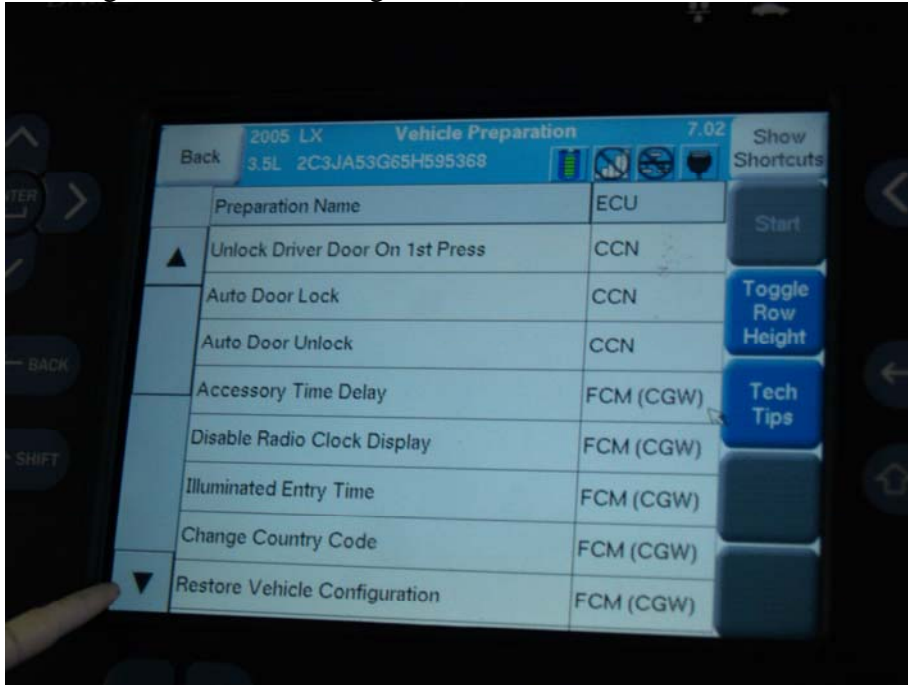 Back
2005 LX Vehicle Preparation 7.02
3.5L 2C3JA53G65H595368
Show
Shortcuts
Preparation Name ECU
Start
Unlock Driver Door On 1st Press CCN
Auto Door Lock CCN
Toggle
Row
Height
Auto Door Unlock CCN
Accessory Time Delay FCM (CGW)
Tech
Tips
Disable Radio Clock Display FCM (CGW)
Illuminated Entry Time FCM (CGW)
Change Country Code FCM (CGW)
Restore Vehicle Configuration FCM (CGW)
BACK
SHIFT